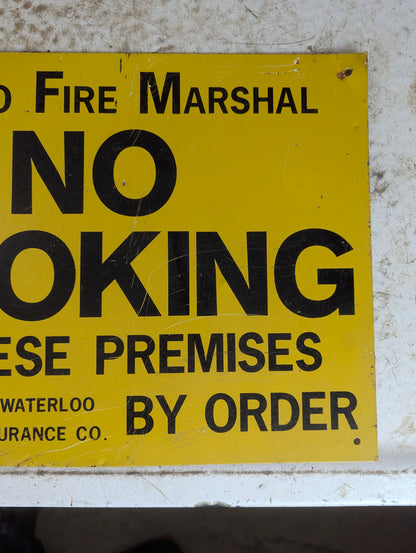 O FIRE MARSHAL
NO
OKING
ESE PREMISES
WATERLOO
URANCE CO.
BY ORDER